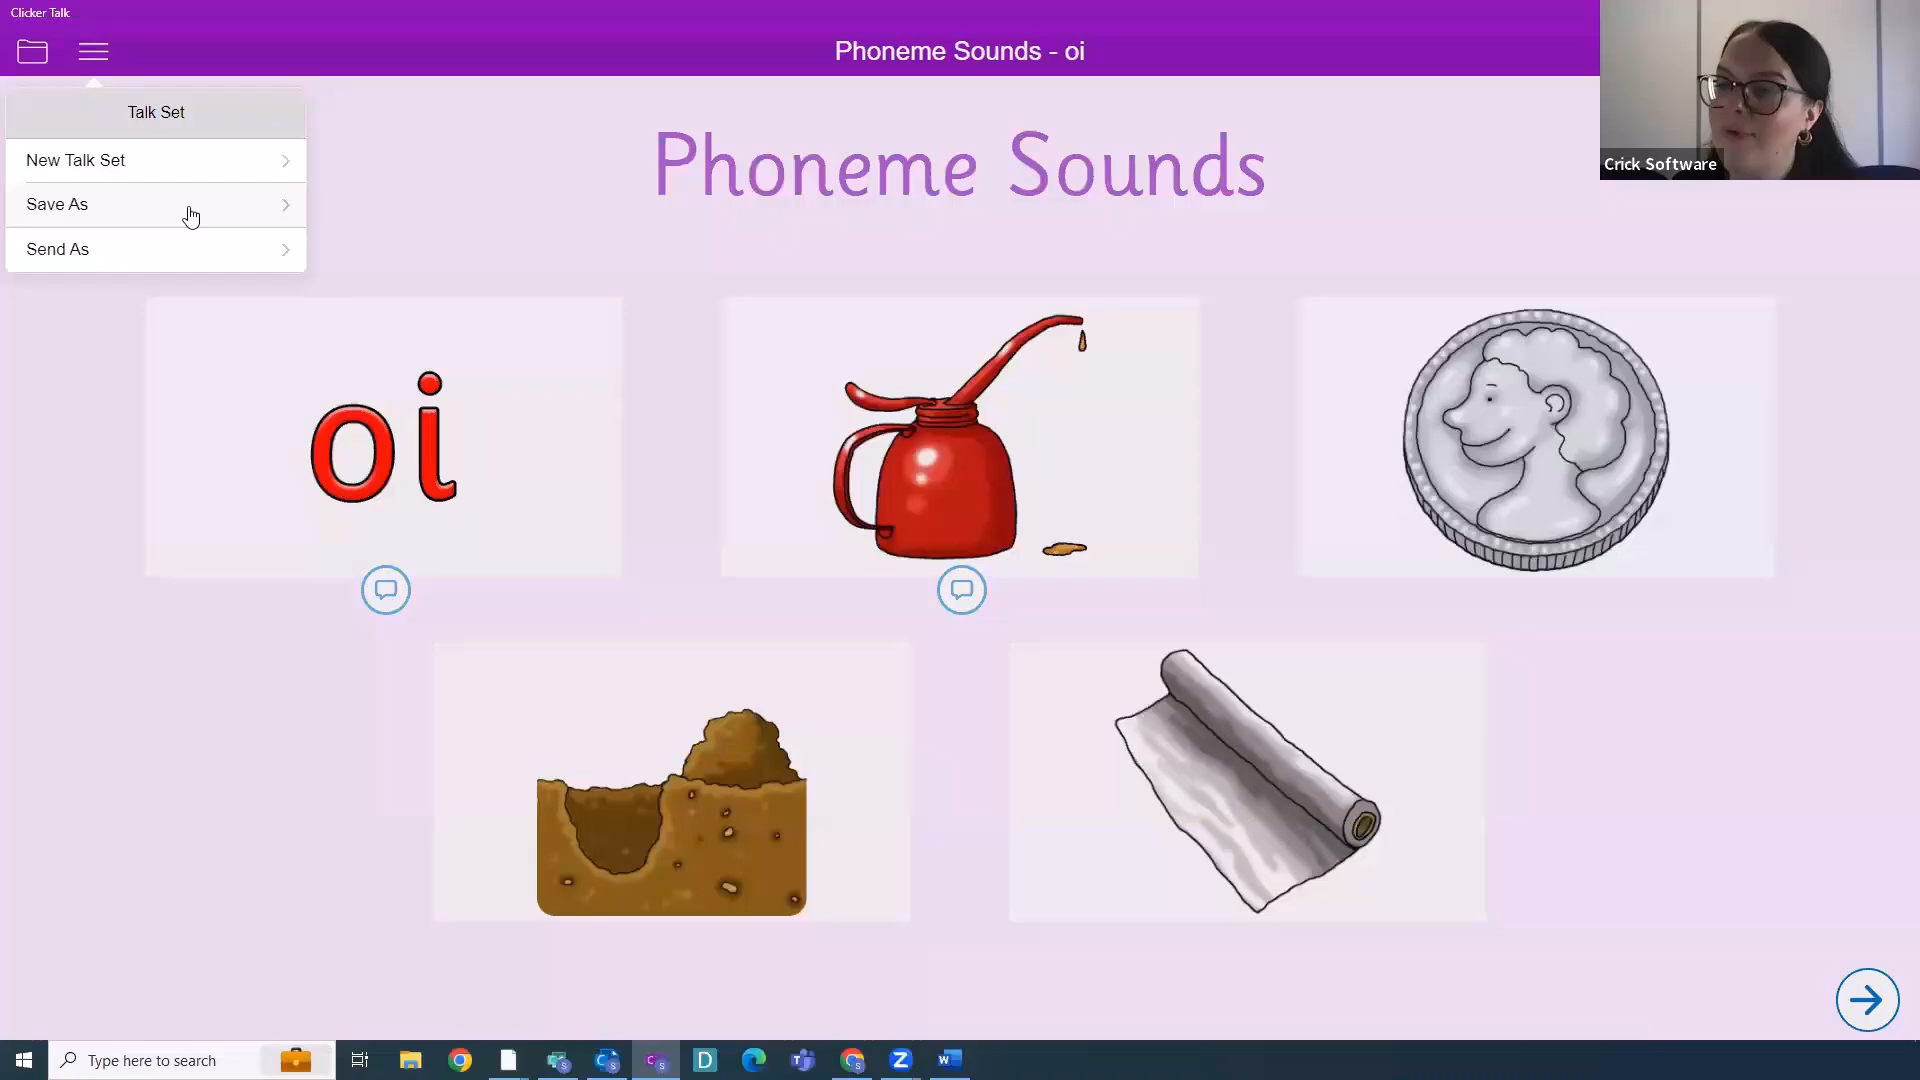 Clicker Talk
Phoneme Sounds - oi
Talk Set
New Talk Set
Save As
Send As
Phoneme Sounds
Crick Software
oi
Type here to search